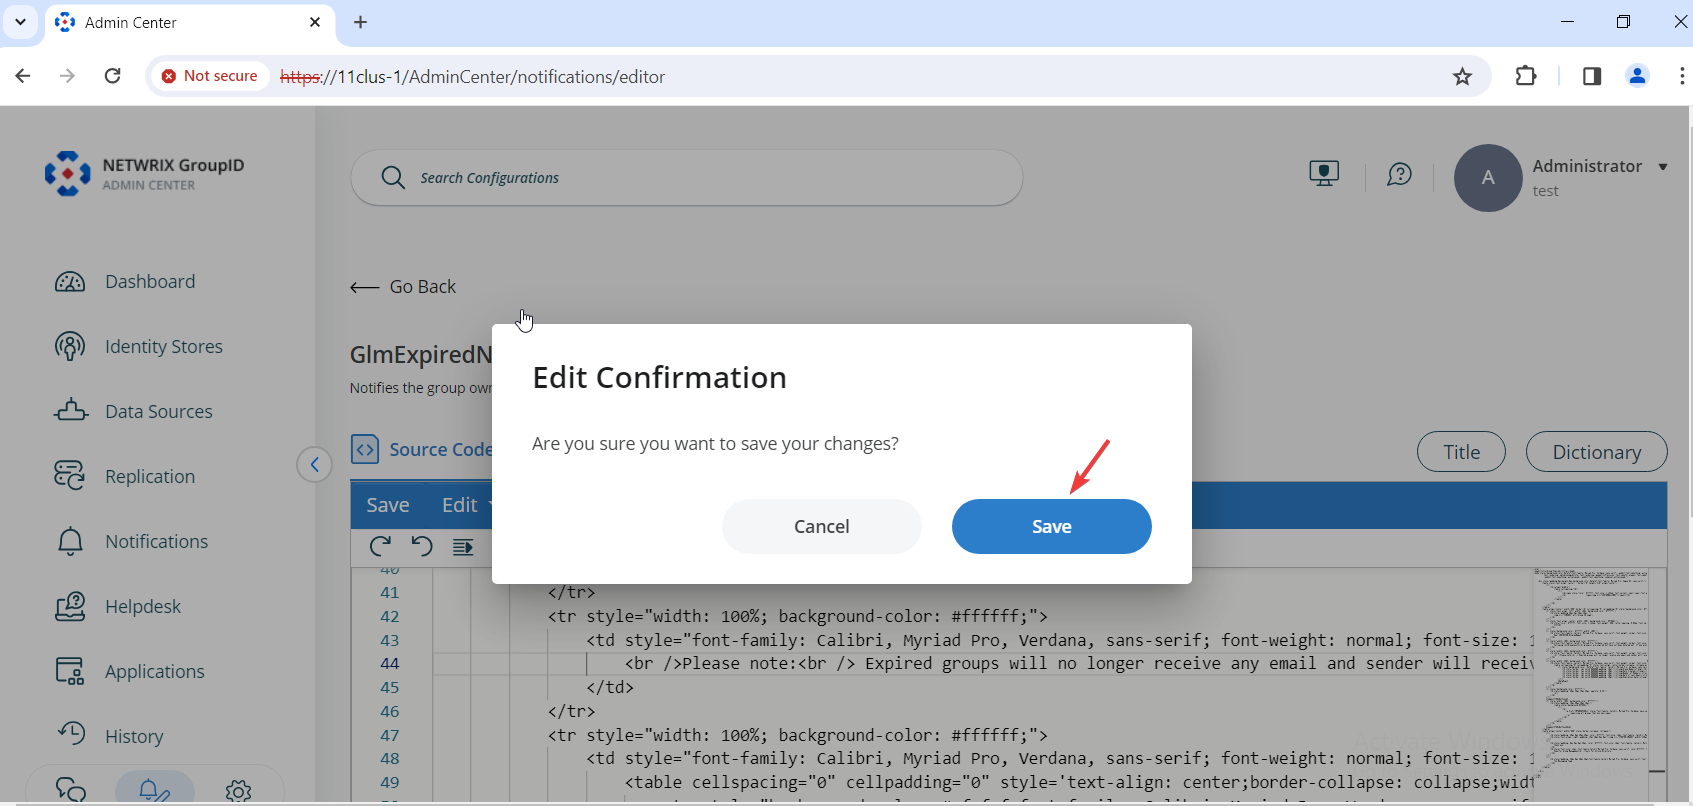 Admin Center
Not secure https://11clus-1/AdminCenter/notifications/editor
NETWRIX GroupID
ADMIN CENTER
Search Configurations
A
Administrator
test
Dashboard
Identity Stores
Data Sources
Replication
Notifications
Helpdesk
Applications
History
Go Back
GlmExpiredN
Notifies the group own
Source Code
Title
Dictionary
Save Edit
Edit Confirmation
Are you sure you want to save your changes?
Cancel
Save
40
41 </tr>
42 <tr style="width: 100%; background-color: #ffffff;">
43 <td style="font-family: Calibri, Myriad Pro, Verdana, sans-serif; font-weight: normal; font-size: 1
44 <br />Please note:<br /> Expired groups will no longer receive any email and sender will receiv
45 </td>
46 </tr>
47 <tr style="width: 100%; background-color: #ffffff;">
48 <td style="font-family: Calibri, Myriad Pro, Verdana, sans-serif; font-weight: normal; font-size: 1
49 <table cellspacing="0" cellpadding="0" style='text-align: center;border-collapse: collapse;widt
Activate Windows